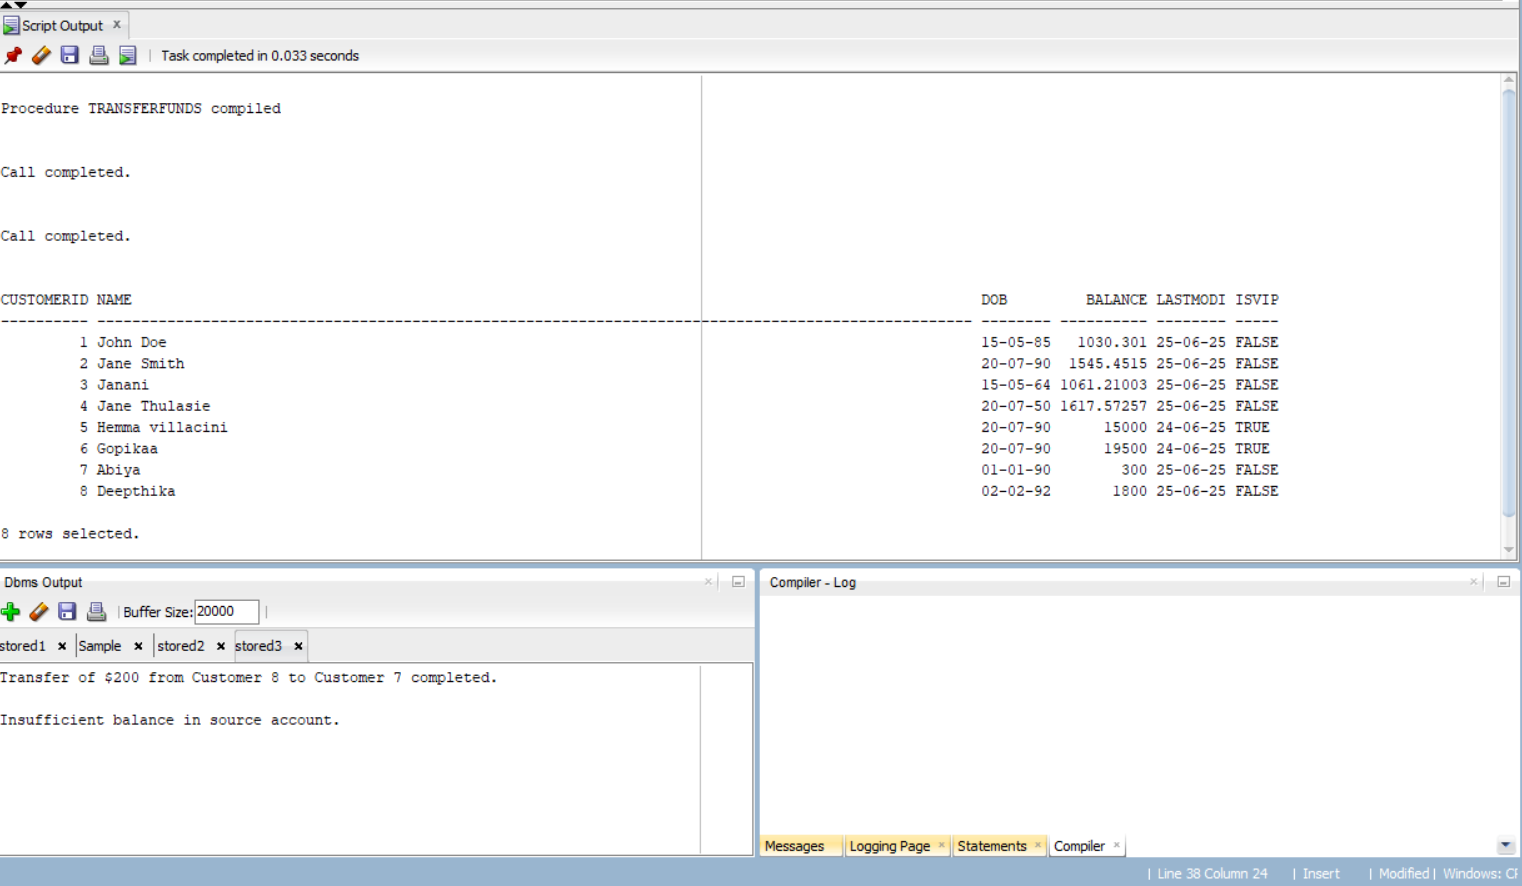 Script Output x
Task completed in 0.033 seconds
Procedure TRANSFERFUNDS compiled
Call completed.
Call completed.
CUSTOMERID NAME DOB BALANCE LASTMODI ISVIP
---------- ---------------------------------------------------------------------------------------------------- -------- ---------- -------- -----
1 John Doe 15-05-85 1030.301 25-06-25 FALSE
2 Jane Smith 20-07-90 1545.4515 25-06-25 FALSE
3 Janani 15-05-64 1061.21003 25-06-25 FALSE
4 Jane Thulasie 20-07-50 1617.57257 25-06-25 FALSE
5 Hemma villacini 20-07-90 15000 24-06-25 TRUE
6 Gopikaa 20-07-90 19500 24-06-25 TRUE
7 Abiya 01-01-90 300 25-06-25 FALSE
8 Deepthika 02-02-92 1800 25-06-25 FALSE
8 rows selected.
Dbms Output
Buffer Size: 20000
stored1 x Sample x stored2 x stored3 x
Transfer of $200 from Customer 8 to Customer 7 completed.
Insufficient balance in source account.
Compiler - Log
Messages Logging Page x Statements x Compiler x
| Line 38 Column 24 | Insert | Modified | Windows: